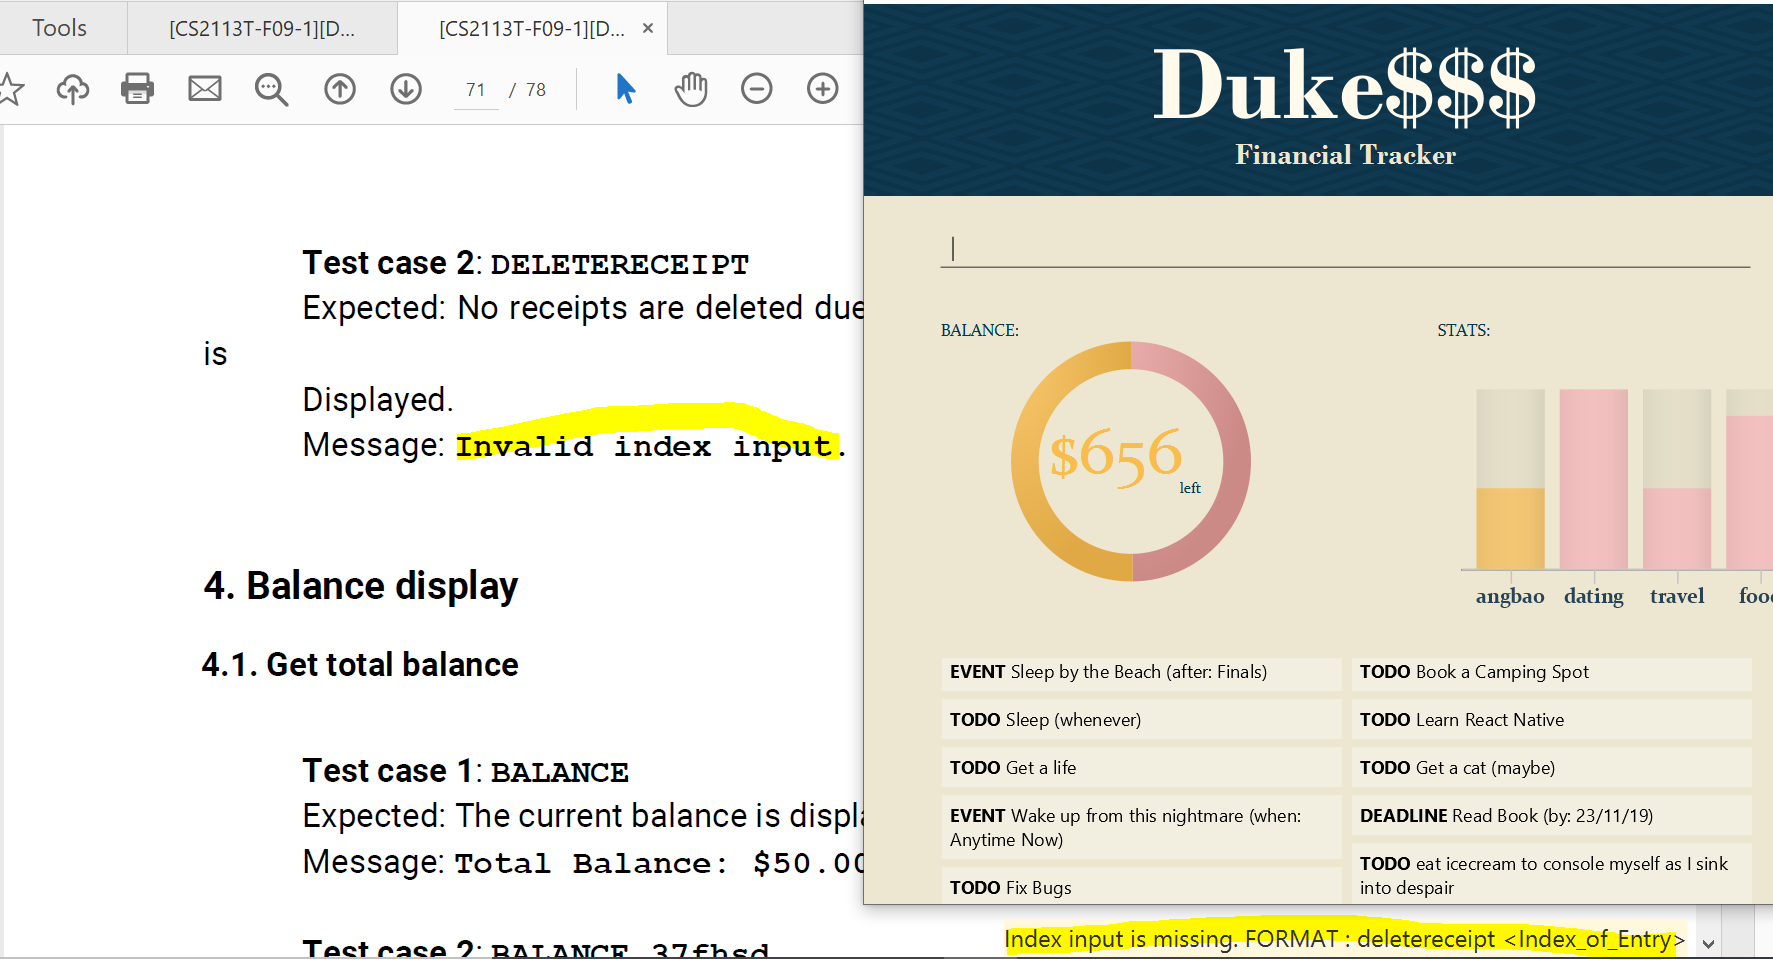 Tools
[CS2113T-F09-1][D...
[CS2113T-F09-1][D...
71 / 78
Test case 2: DELETERECEIPT
Expected: No receipts are deleted due
is
Displayed.
Message: Invalid index input.
4. Balance display
4.1. Get total balance
Test case 1: BALANCE
Expected: The current balance is displa
Message: Total Balance: $50.00
Test case 2: BALANCE 37fhsd
Duke$$$
Financial Tracker
BALANCE:
$656
left
STATS:
angbao dating travel food
EVENT Sleep by the Beach (after: Finals)
TODO Sleep (whenever)
TODO Get a life
EVENT Wake up from this nightmare (when:
Anytime Now)
TODO Fix Bugs
TODO Book a Camping Spot
TODO Learn React Native
TODO Get a cat (maybe)
DEADLINE Read Book (by: 23/11/19)
TODO eat icecream to console myself as I sink
into despair
Index input is missing. FORMAT : deletereceipt <Index_of_Entry>